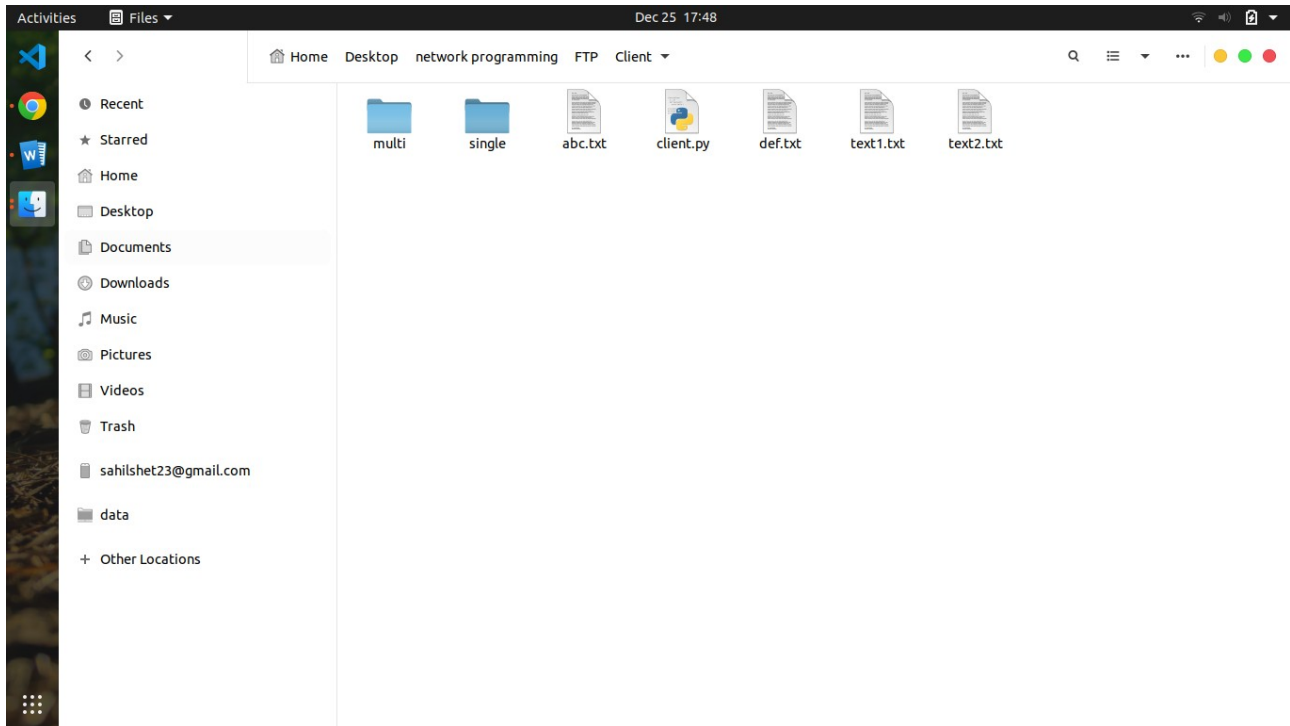 Activities Files Dec 25 17:48
Home Desktop network programming FTP Client
Recent
Starred
Home
Desktop
Documents
Downloads
Music
Pictures
Videos
Trash
sahilshet23@gmail.com
data
+ Other Locations
multi single abc.txt client.py def.txt text1.txt text2.txt
W